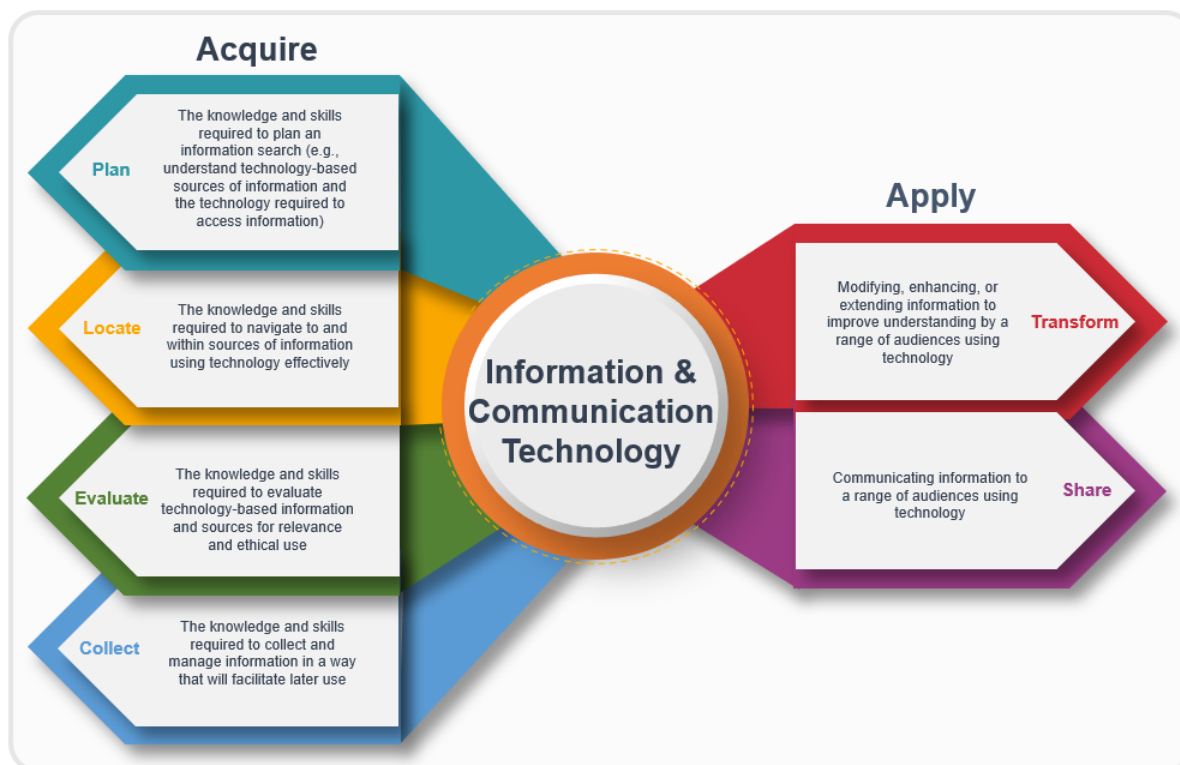 Acquire
Plan
The knowledge and skills
required to plan an
information search (e.g.,
understand technology-based
sources of information and
the technology required to
access information)
Locate
The knowledge and skills
required to navigate to and
within sources of information
using technology effectively
Evaluate
The knowledge and skills
required to evaluate
technology-based information
and sources for relevance
and ethical use
Collect
The knowledge and skills
required to collect and
manage information in a way
that will facilitate later use
Information &
Communication
Technology
Apply
Modifying, enhancing, or
extending information to
improve understanding by a
range of audiences using
technology
Transform
Communicating information to
a range of audiences using
technology
Share